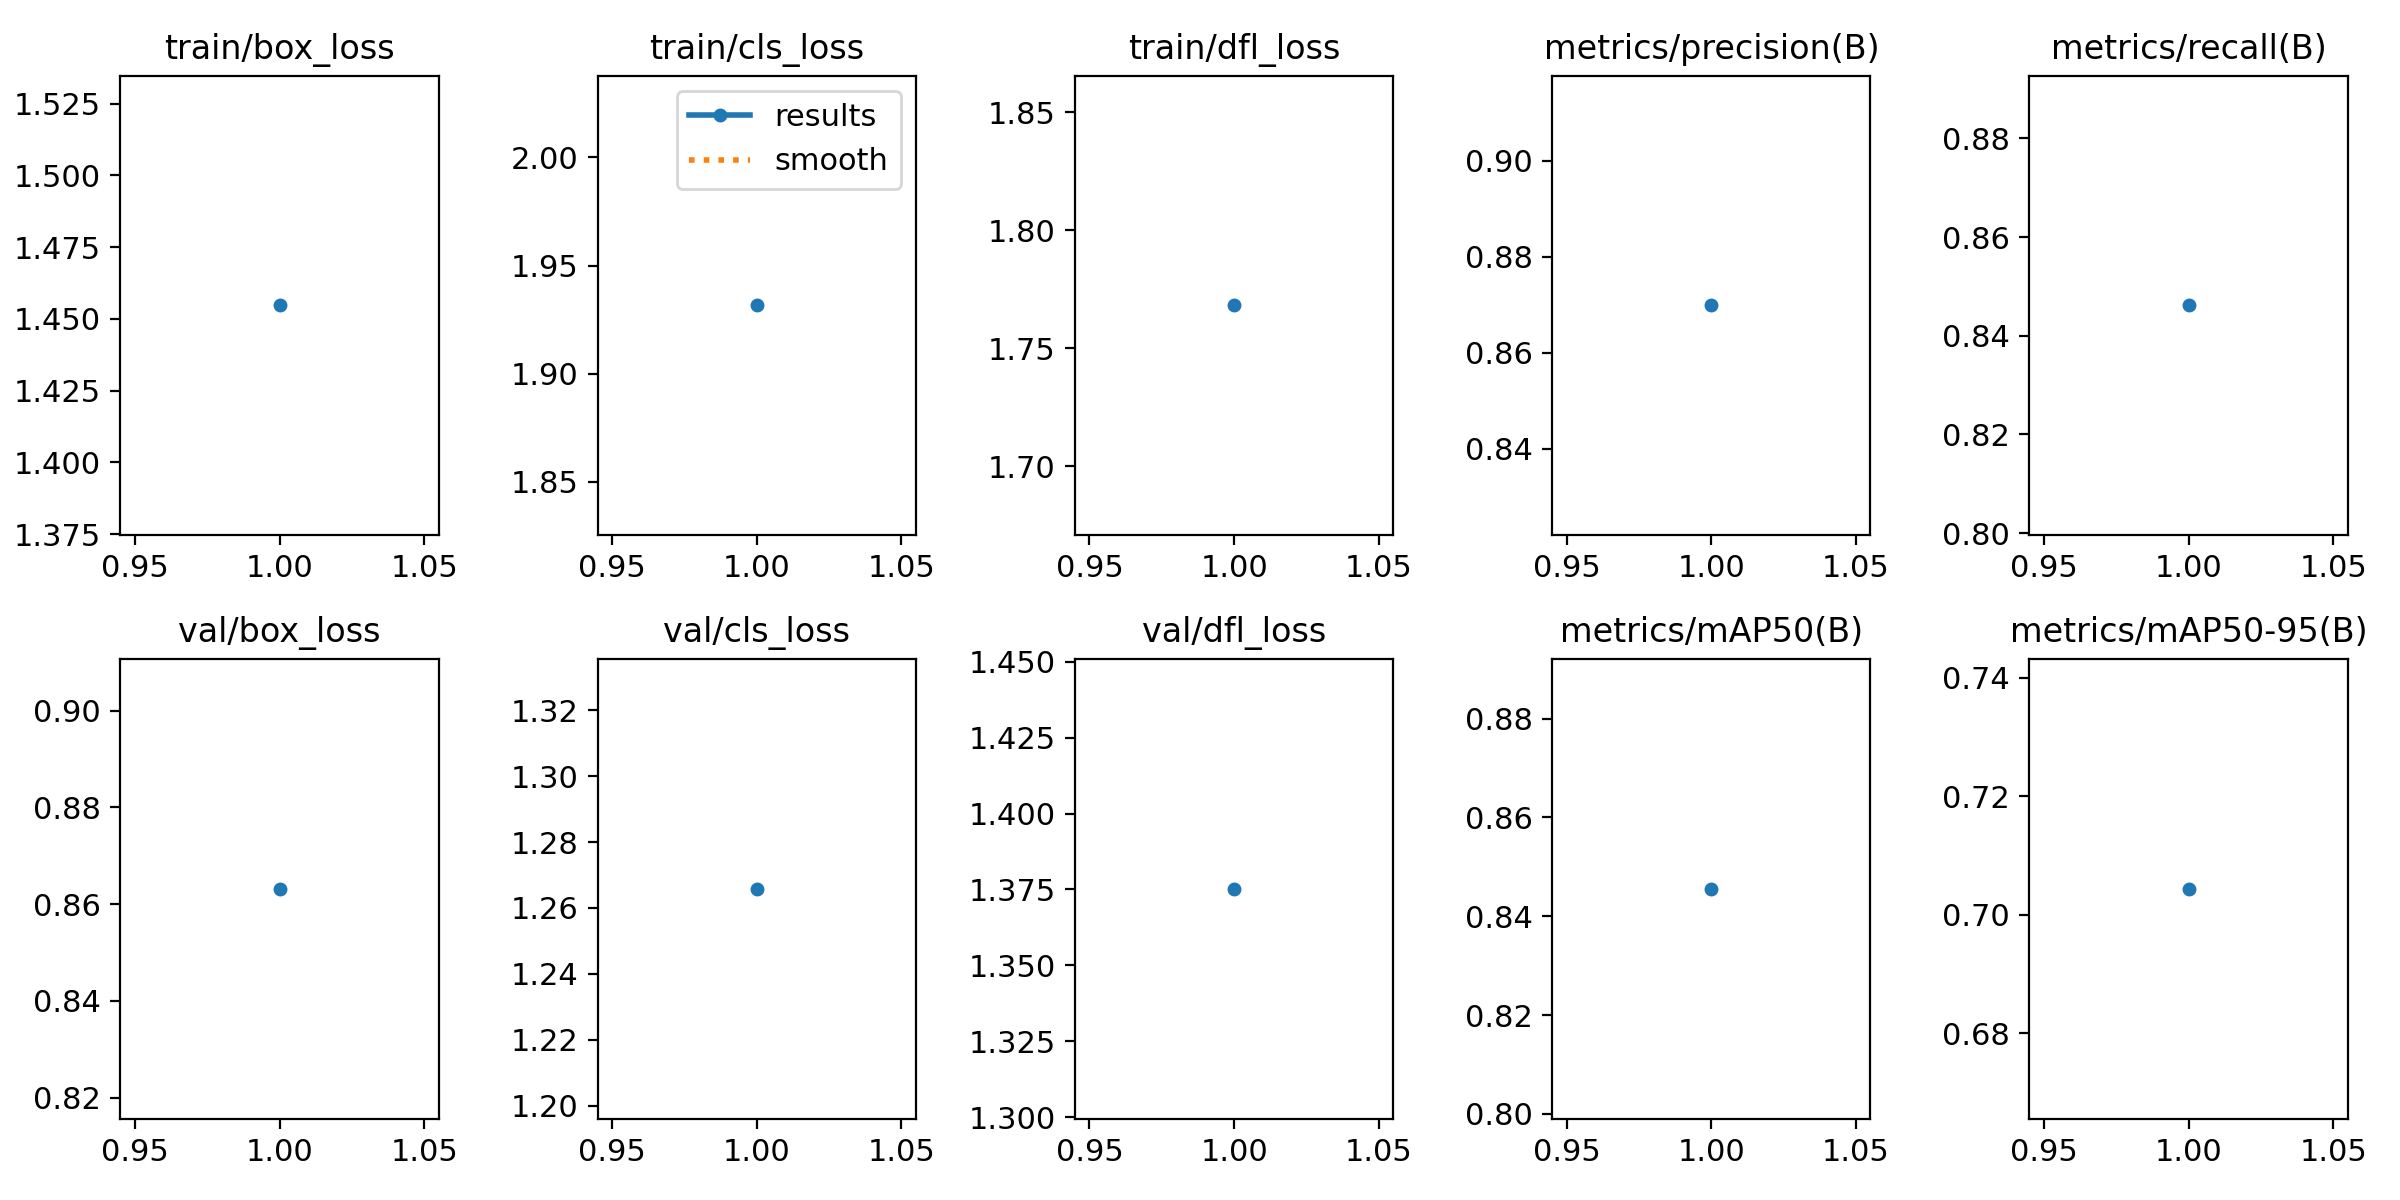 train/box_loss
1.525
1.500
1.475
1.450
1.425
1.400
1.375
0.95 1.00 1.05
train/cls_loss
results
smooth
2.00
1.95
1.90
1.85
0.95 1.00 1.05
train/dfl_loss
1.85
1.80
1.75
1.70
0.95 1.00 1.05
metrics/precision(B)
0.90
0.88
0.86
0.84
0.95 1.00 1.05
metrics/recall(B)
0.88
0.86
0.84
0.82
0.80
0.95 1.00 1.05
val/box_loss
0.90
0.88
0.86
0.84
0.82
0.95 1.00 1.05
val/cls_loss
1.32
1.30
1.28
1.26
1.24
1.22
1.20
0.95 1.00 1.05
val/dfl_loss
1.450
1.425
1.400
1.375
1.350
1.325
1.300
0.95 1.00 1.05
metrics/mAP50(B)
0.88
0.86
0.84
0.82
0.80
0.95 1.00 1.05
metrics/mAP50-95(B)
0.74
0.72
0.70
0.68
0.95 1.00 1.05